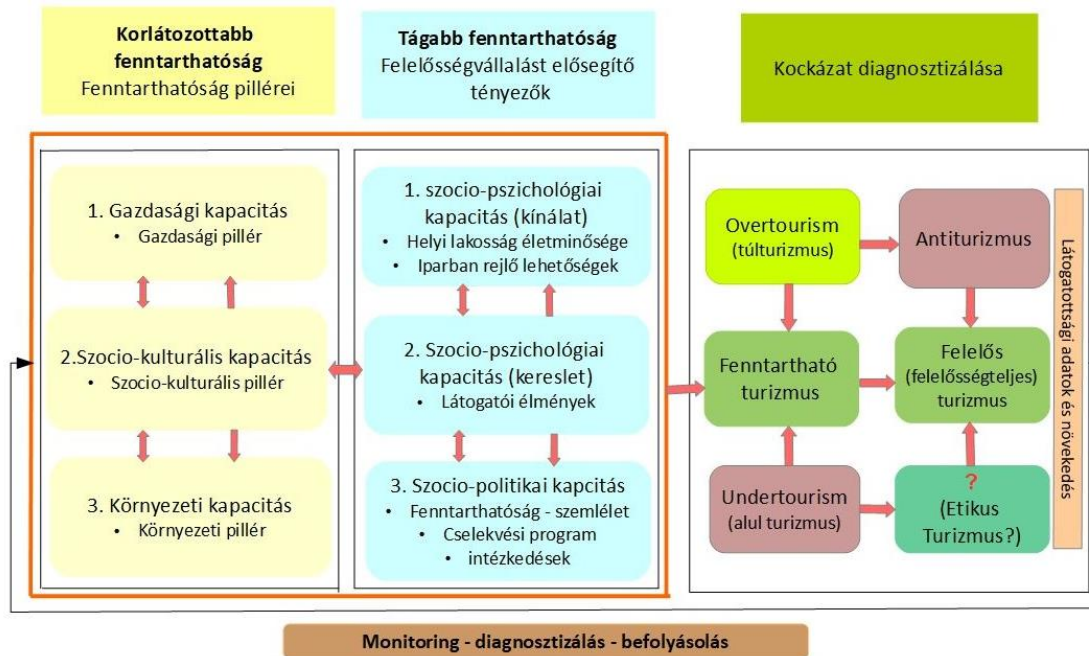 Korlátozottabb
fenntarthatóság
Fenntarthatóság pillérei
Tágabb fenntarthatóság
Felelősségvállalást elősegítő
tényezők
Kockázat diagnosztizálása
1. Gazdasági kapacitás
• Gazdasági pillér
2.Szocio-kulturális kapacitás
• Szocio-kulturális pillér
3. Környezeti kapacitás
• Környezeti pillér
1. szocio-pszichológiai
kapacitás (kínálat)
• Helyi lakosság életminősége
• Iparban rejlő lehetőségek
2. Szocio-pszichológiai
kapacitás (kereslet)
• Látogatói élmények
3. Szocio-politikai kapcitás
• Fenntarthatóság - szemlélet
• Cselekvési program
• intézkedések
Overtourism
(túlturizmus)
Antiturizmus
Fenntartható
turizmus
Felelős
(felelősségteljes)
turizmus
Undertourism
(alul turizmus)
?
(Etikus
Turizmus?)
Látogatottsági adatok és növekedés
Monitoring - diagnosztizálás - befolyásolás